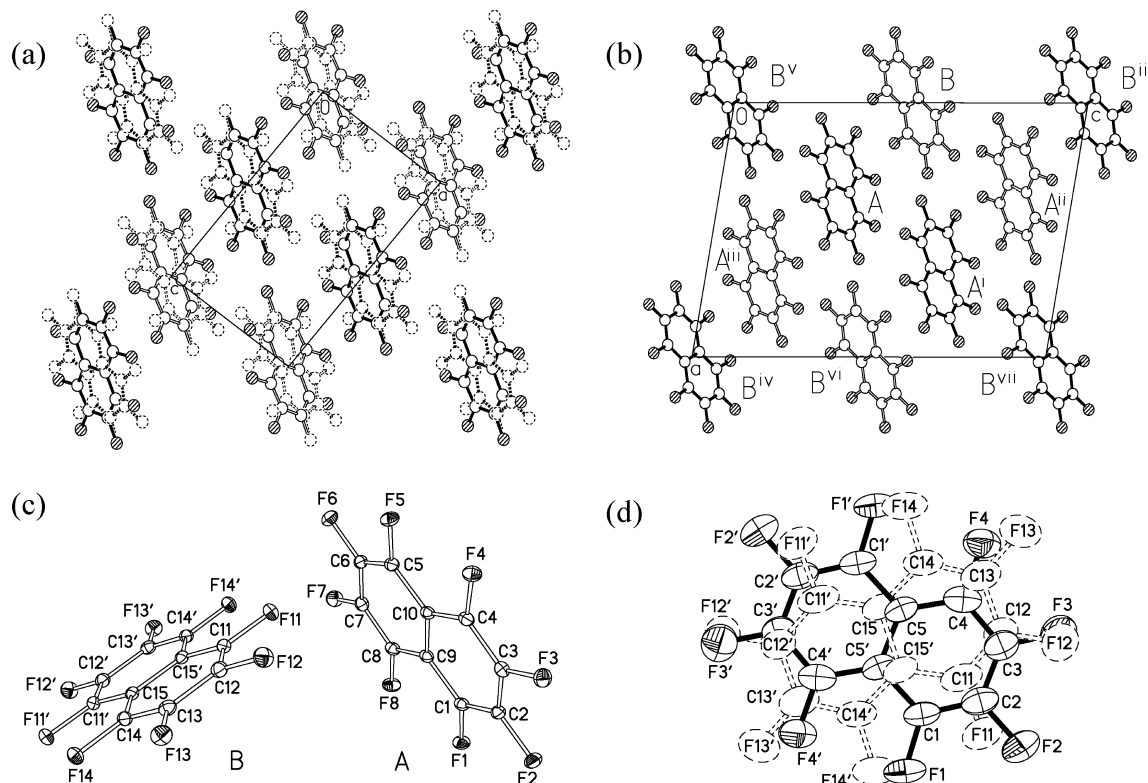 (a)
0
a
c
(b)
Bᵛ
B
Bⁱⁱ
0
c
A
Aⁱⁱ
Aⁱⁱⁱ
Aⁱ
a
Bⁱᵛ
Bᵛⁱ
Bᵛⁱⁱ
(c)
F6
F5
C6
C5
F4
F7
C7
C10
C4
C8
C9
C3
F3
F8
C1
C2
F1
F2
A
F14'
F13'
C14'
C11
F11
C13'
F12
C12'
C15'
C12
F12'
C15
C13
F11'
C11'
C14
F13
F14
B
(d)
F1'
F14
F2'
F11'
C1'
F4
F13
C14
C13
C2'
C11'
F12'
C3'
C15
C5
C4
C12
F3
C12'
F12
F3'
C4'
C5'
C15'
C11
C3
C13'
C14'
C2
F13'
F4'
C1
F11
F2
F14'
F1